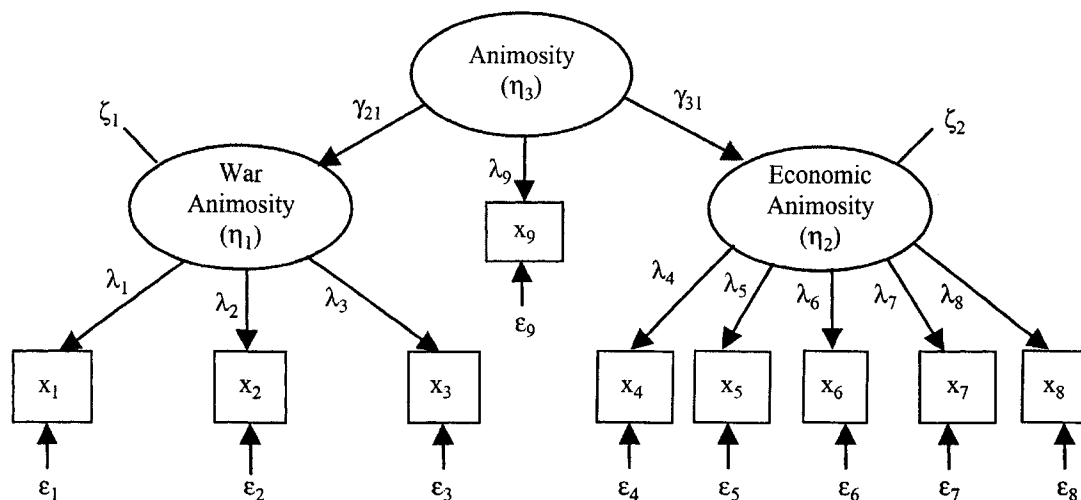 Animosity
(η₃)
ζ₁
γ₂₁
γ₃₁
ζ₂
War
Animosity
(η₁)
λ₉
x₉
ε₉
Economic
Animosity
(η₂)
λ₁
λ₂
λ₃
λ₄
λ₅
λ₆
λ₇
λ₈
x₁
x₂
x₃
x₄
x₅
x₆
x₇
x₈
ε₁
ε₂
ε₃
ε₄
ε₅
ε₆
ε₇
ε₈